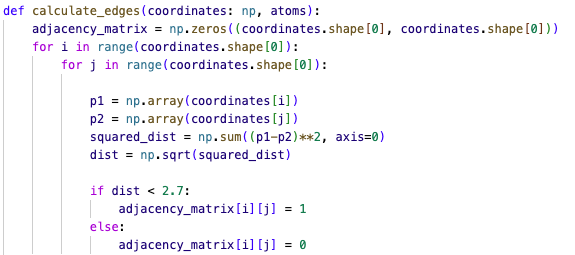 def calculate_edges(coordinates: np, atoms):
    adjacency_matrix = np.zeros((coordinates.shape[0], coordinates.shape[0]))
    for i in range(coordinates.shape[0]):
        for j in range(coordinates.shape[0]):

            p1 = np.array(coordinates[i])
            p2 = np.array(coordinates[j])
            squared_dist = np.sum((p1-p2)**2, axis=0)
            dist = np.sqrt(squared_dist)

            if dist < 2.7:
                adjacency_matrix[i][j] = 1
            else:
                adjacency_matrix[i][j] = 0